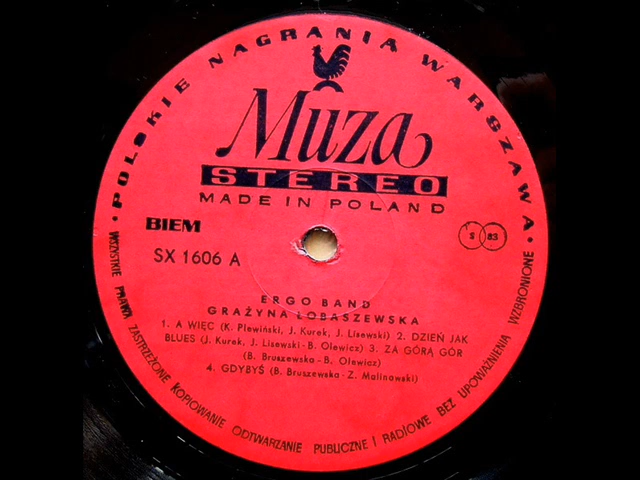 • POLSKIE NAGRANIA WARSZAWA •
Muza
STEREO
MADE IN POLAND
BIEM
S 83
SX 1606 A
ERGO BAND
GRAŻYNA ŁOBASZEWSKA
1. A WIĘC (K. Plewiński, J. Kurek, J. Lisewski) 2. DZIEŃ JAK
BLUES (J. Kurek, J. Lisewski-B. Olewicz) 3. ZA GÓRĄ GÓR
(B. Bruszewska-B. Olewicz)
4. GDYBYŚ (B. Bruszewska-Z. Malinowski)
WSZYSTKIE PRAWA ZASTRZEŻONE KOPIOWANIE ODTWARZANIE PUBLICZNE I RADIOWE BEZ UPOWAŻNIENIA WZBRONIONE